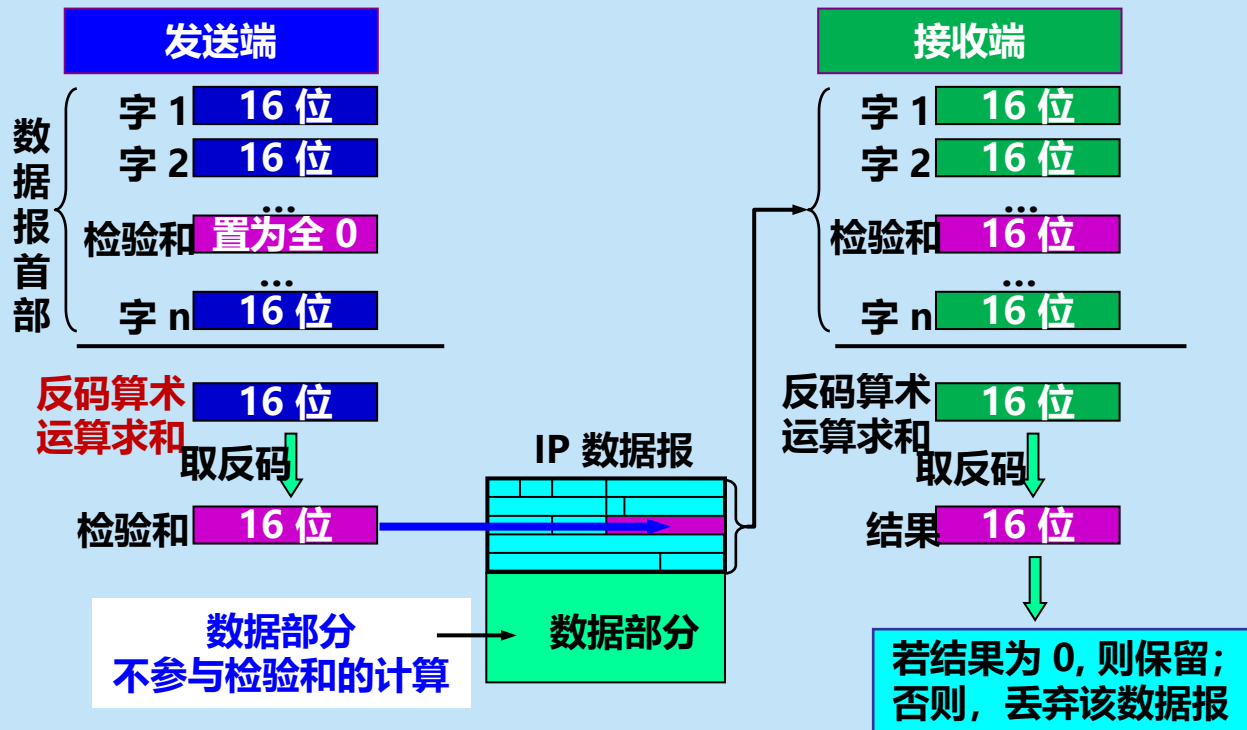 发送端
数据报首部
字 1 16 位
字 2 16 位
...
检验和 置为全 0
...
字 n 16 位
反码算术
运算求和
16 位
取反码
检验和 16 位
数据部分
不参与检验和的计算
IP 数据报
数据部分
接收端
字 1 16 位
字 2 16 位
...
检验和 16 位
...
字 n 16 位
反码算术
运算求和
16 位
取反码
结果 16 位
若结果为 0, 则保留；
否则，丢弃该数据报